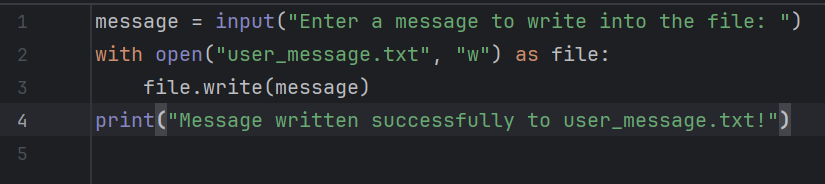 1 message = input("Enter a message to write into the file: ")
2 with open("user_message.txt", "w") as file:
3     file.write(message)
4 print("Message written successfully to user_message.txt!")
5